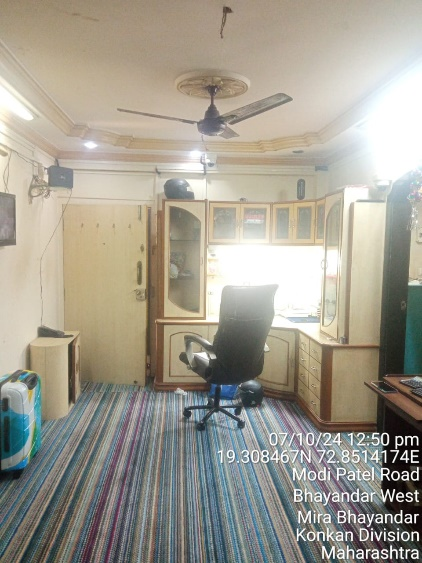 07/10/24 12:50 pm
19.308467N 72.8514174E
Modi Patel Road
Bhayandar West
Mira Bhayandar
Konkan Division
Maharashtra